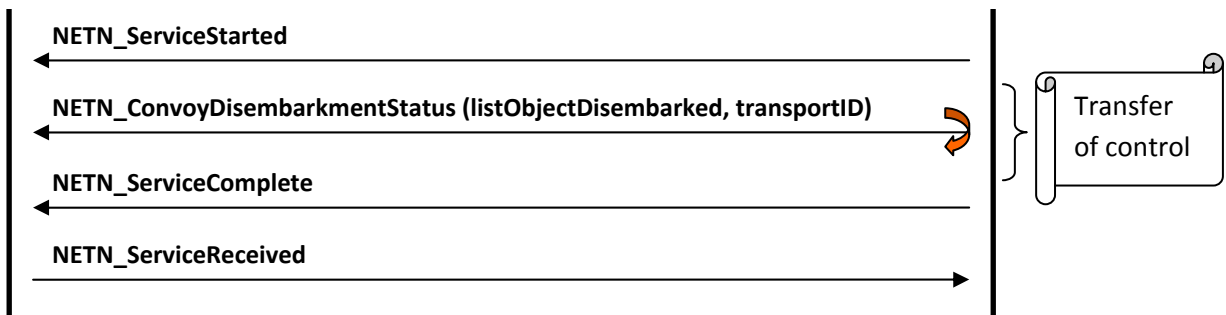 NETN_ServiceStarted
NETN_ConvoyDisembarkmentStatus (listObjectDisembarked, transportID)
Transfer
of control
NETN_ServiceComplete
NETN_ServiceReceived